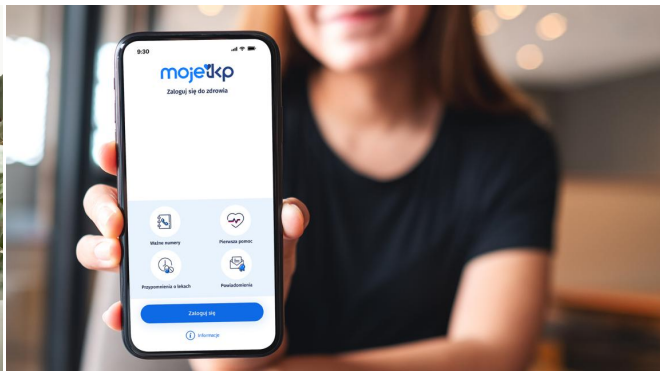 9:30
mojeikp
Zaloguj się do zdrowia
Ważne numery
Pierwsza pomoc
Przypomnienia o lekach
Powiadomienia
Zaloguj się
Informacje